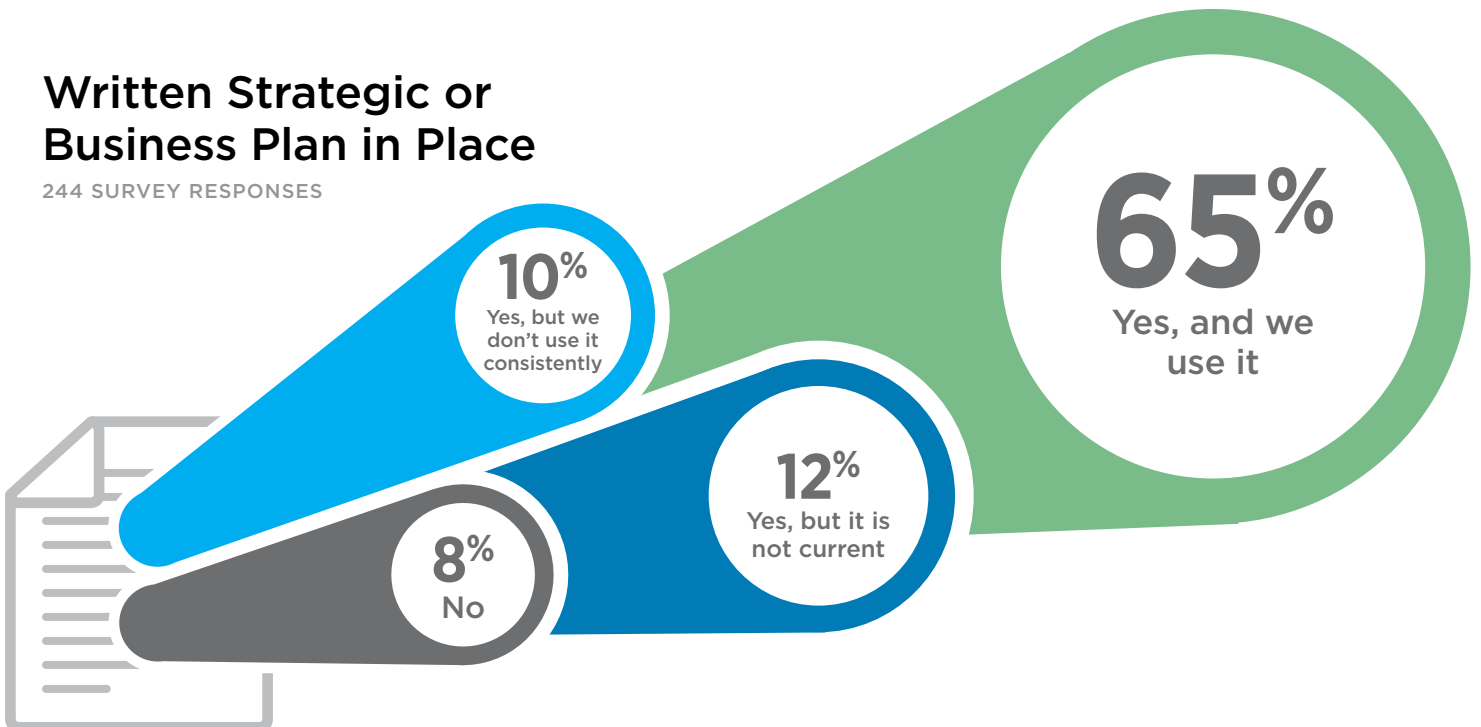 Written Strategic or
Business Plan in Place
244 SURVEY RESPONSES
10%
Yes, but we
don’t use it
consistently
65%
Yes, and we
use it
12%
Yes, but it is
not current
8%
No